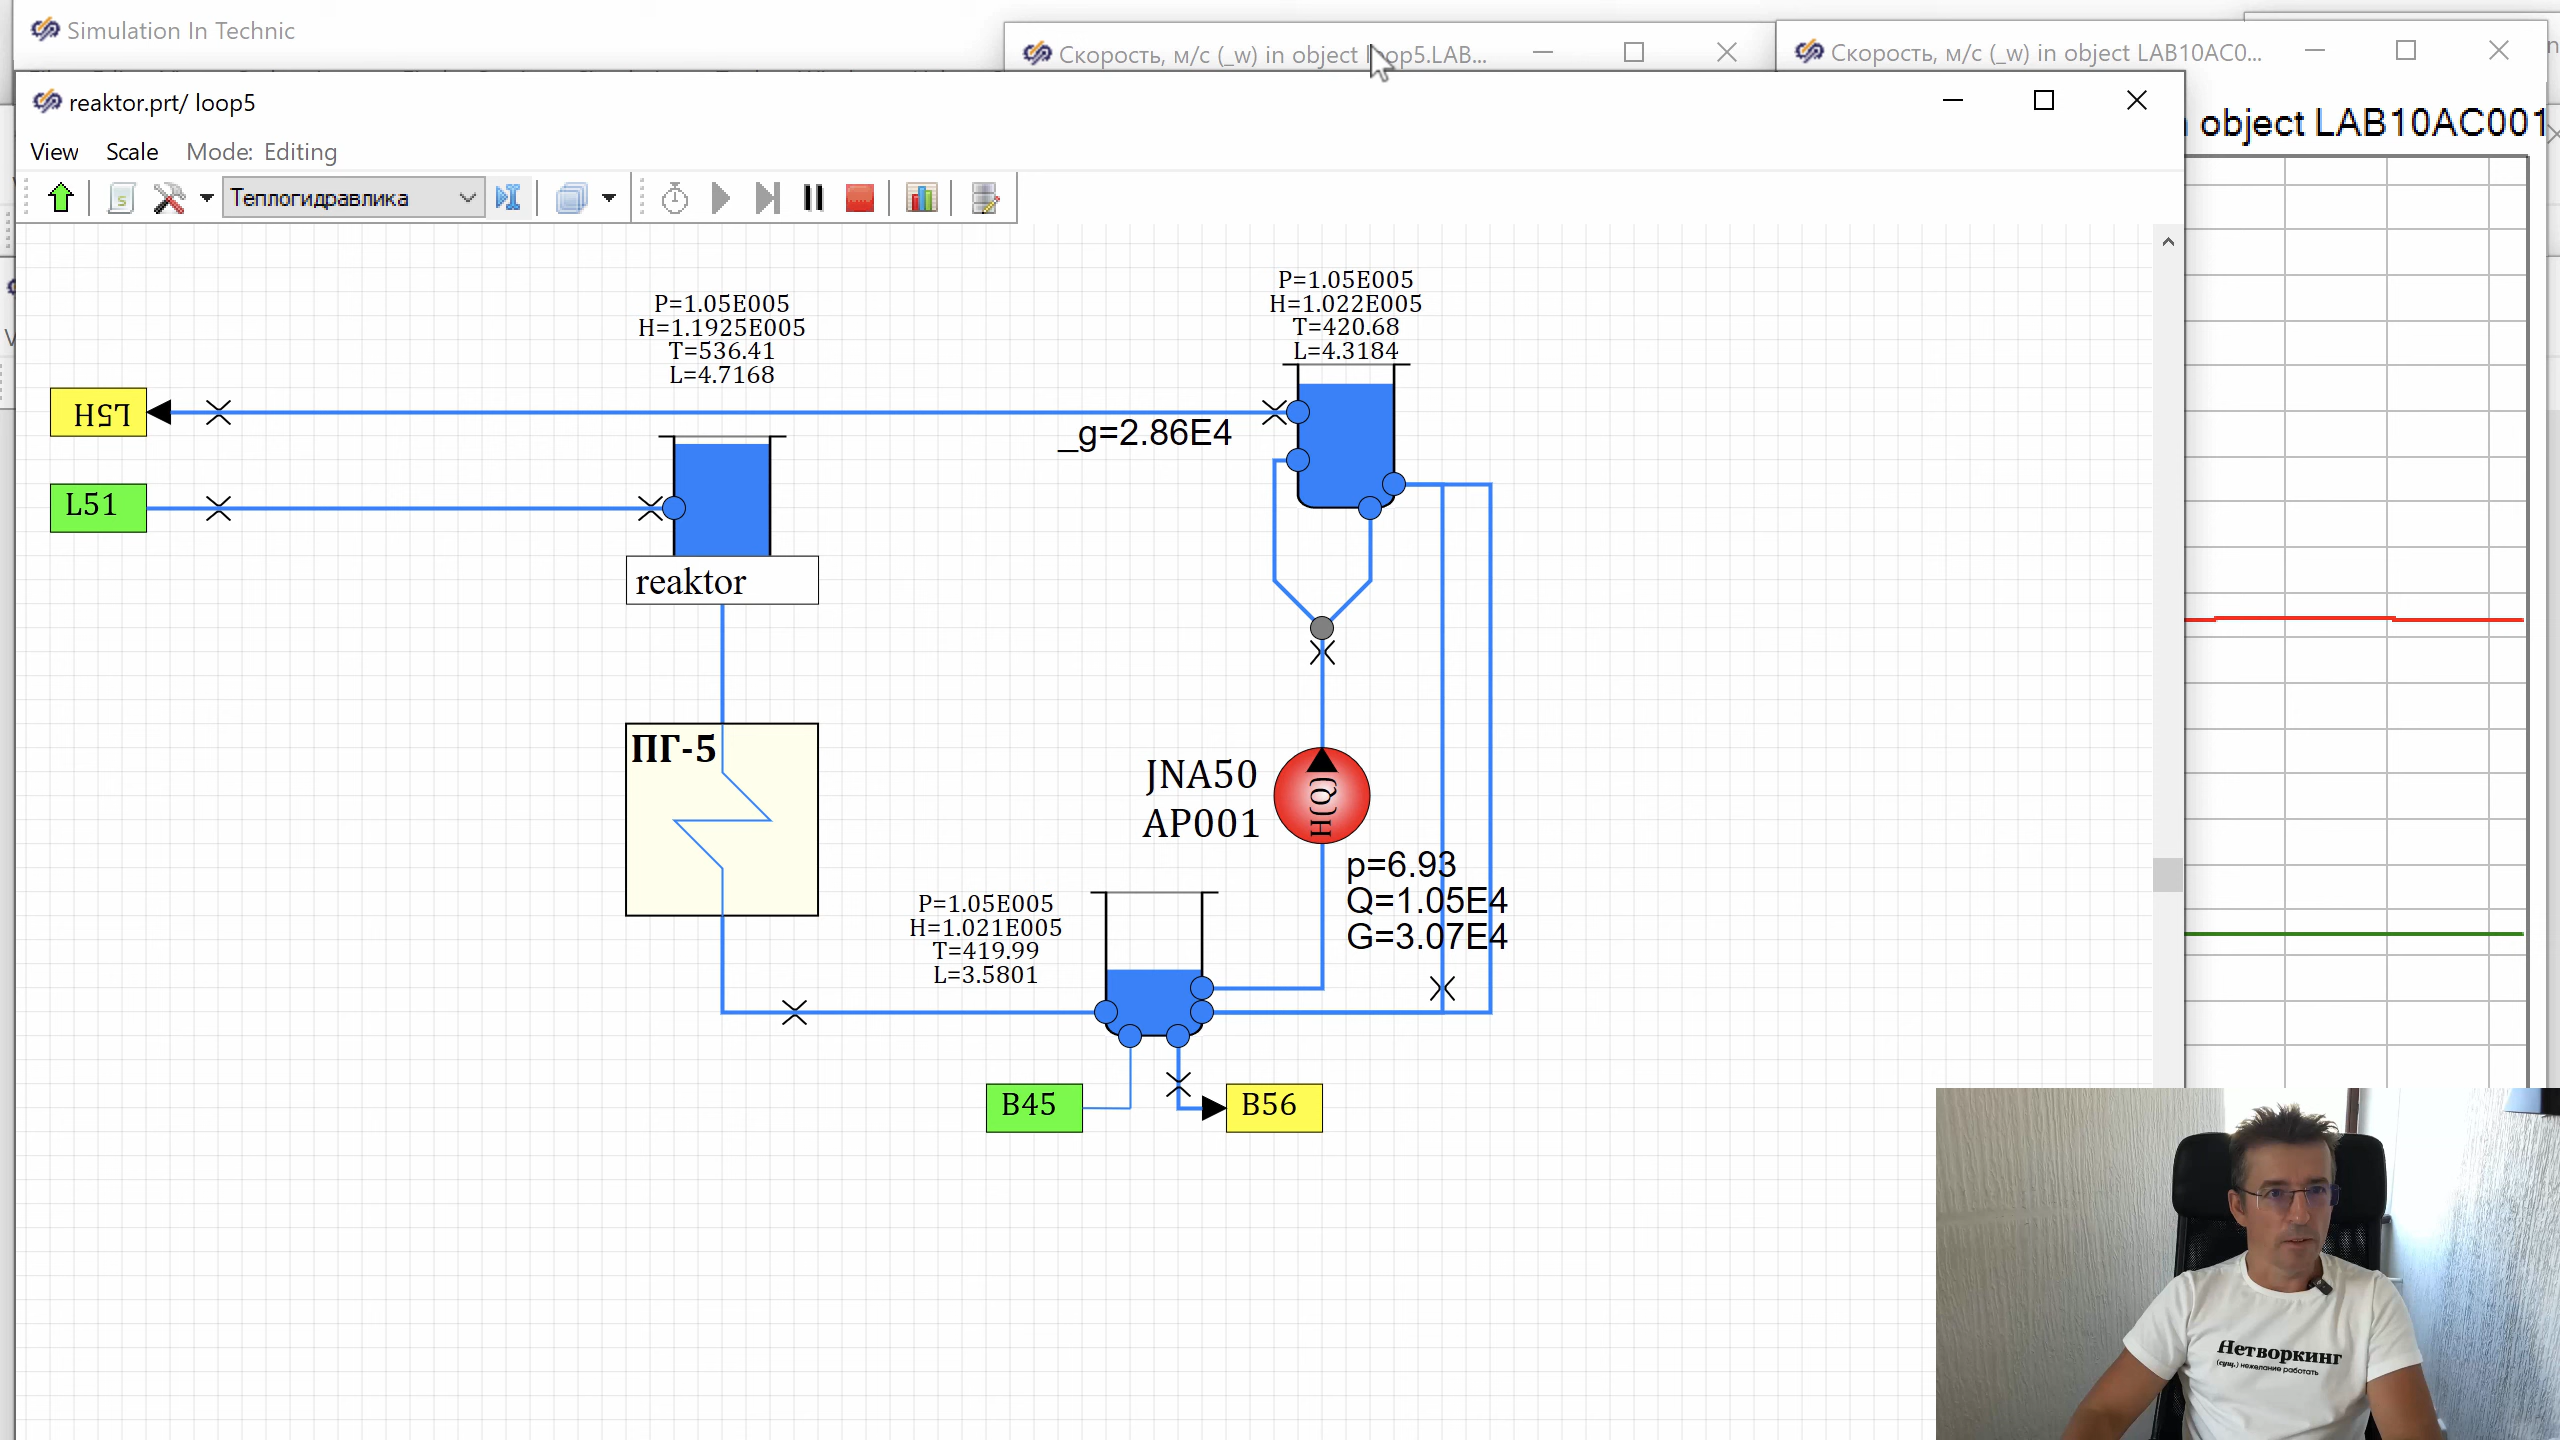 Simulation In Technic
Скорость, м/с (_w) in object loop5.LAB...
Скорость, м/с (_w) in object LAB10AC0...
reaktor.prt/ loop5
object LAB10AC001
View Scale Mode: Editing
Теплогидравлика
P=1.05E005
H=1.022E005
T=420.68
L=4.3184
P=1.05E005
H=1.1925E005
T=536.41
L=4.7168
L5H
_g=2.86E4
L51
reaktor
ПГ-5
JNA50
AP001
H(Q)
p=6.93
Q=1.05E4
G=3.07E4
P=1.05E005
H=1.021E005
T=419.99
L=3.5801
B45
B56
Нетворкинг
(сущ.) нежелание работать